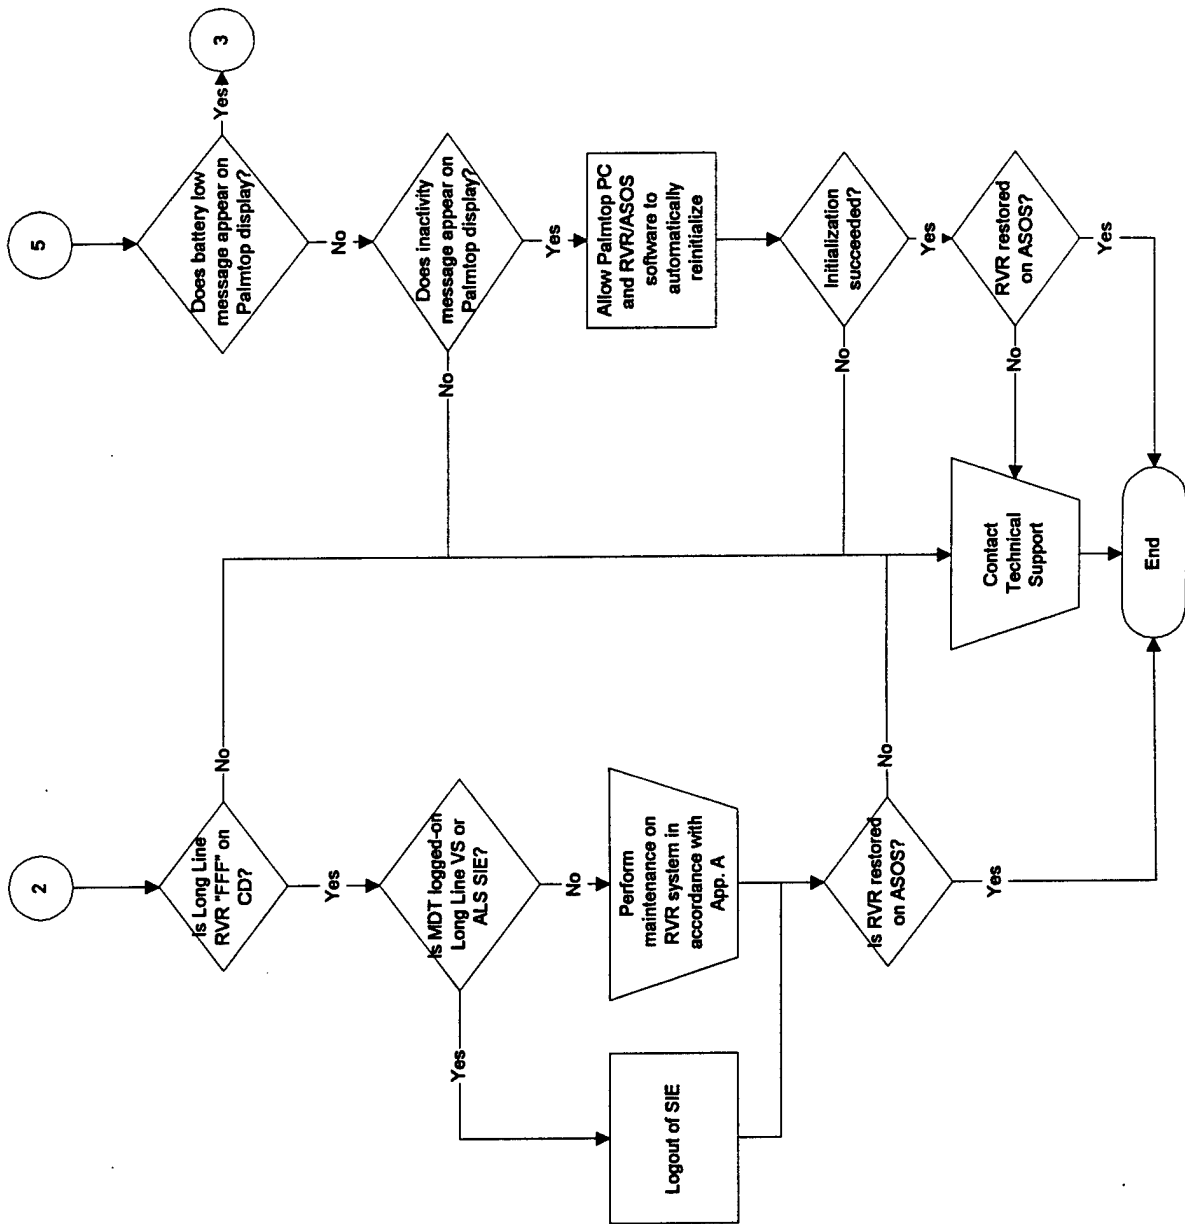 2
Is Long Line
RVR "FFF" on
CD?
No
Yes
Is MDT logged-on
Long Line VS or
ALS SIE?
Yes
No
Logout of SIE
Perform
maintenance on
RVR system in
accordance with
App. A
Is RVR restored
on ASOS?
No
Yes
5
Does battery low
message appear on
Palmtop display?
Yes
3
No
Does inactivity
message appear on
Palmtop display?
No
Yes
Allow Palmtop PC
and RVR/ASOS
software to
automatically
reinitialize
Initialization
succeeded?
No
Yes
RVR restored
on ASOS?
No
Yes
Contact
Technical
Support
End